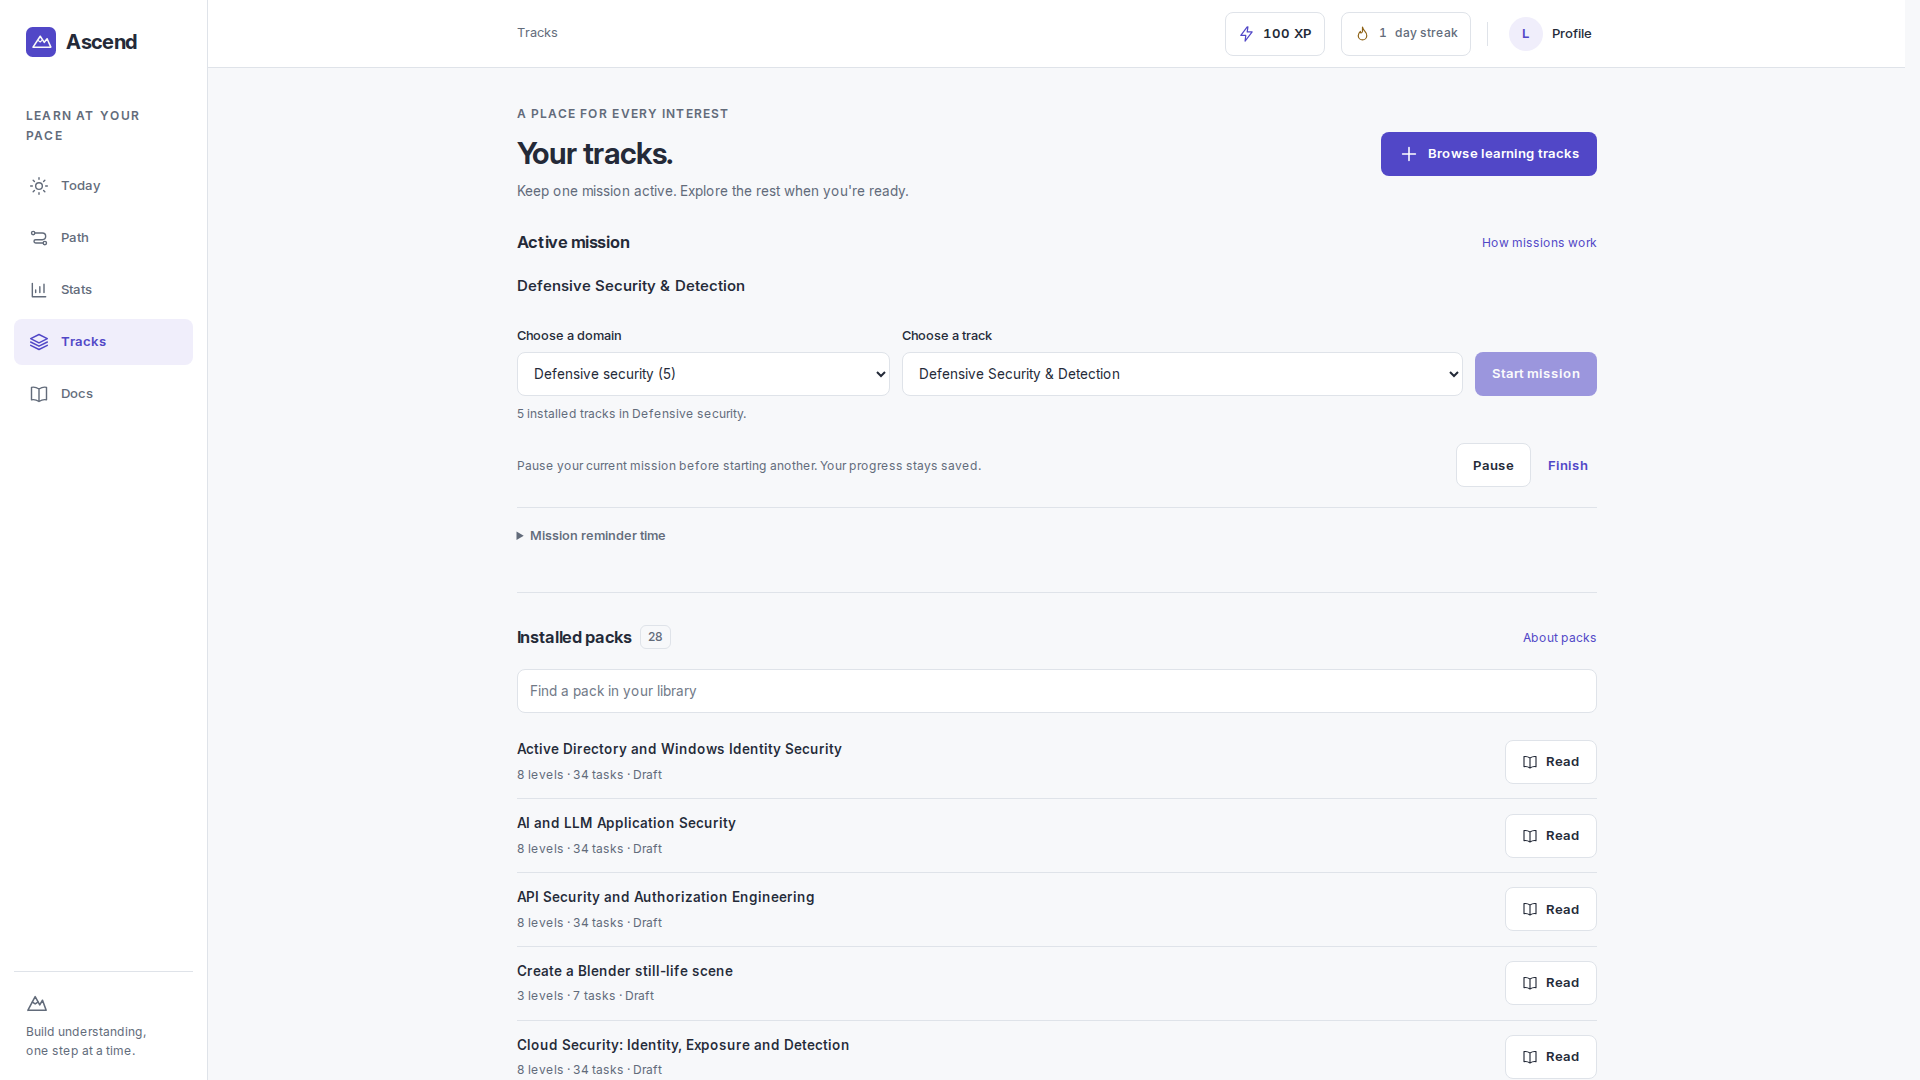 Ascend
LEARN AT YOUR
PACE
Today
Path
Stats
Tracks
Docs
Build understanding,
one step at a time.
Tracks
100 XP
1 day streak
L
Profile
A PLACE FOR EVERY INTEREST
Your tracks.
Keep one mission active. Explore the rest when you're ready.
Browse learning tracks
Active mission
How missions work
Defensive Security & Detection
Choose a domain
Choose a track
Defensive security (5)
Defensive Security & Detection
Start mission
5 installed tracks in Defensive security.
Pause your current mission before starting another. Your progress stays saved.
Pause
Finish
Mission reminder time
Installed packs 28
About packs
Find a pack in your library
Active Directory and Windows Identity Security
8 levels · 34 tasks · Draft
Read
AI and LLM Application Security
8 levels · 34 tasks · Draft
Read
API Security and Authorization Engineering
8 levels · 34 tasks · Draft
Read
Create a Blender still-life scene
3 levels · 7 tasks · Draft
Read
Cloud Security: Identity, Exposure and Detection
8 levels · 34 tasks · Draft
Read